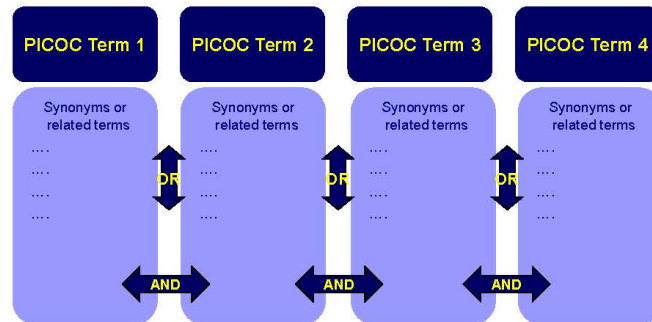 PICOC Term 1
PICOC Term 2
PICOC Term 3
PICOC Term 4
Synonyms or
related terms
....
....
....
....
Synonyms or
related terms
....
....
....
....
Synonyms or
related terms
....
....
....
....
Synonyms or
related terms
....
....
....
....
OR
OR
OR
AND
AND
AND